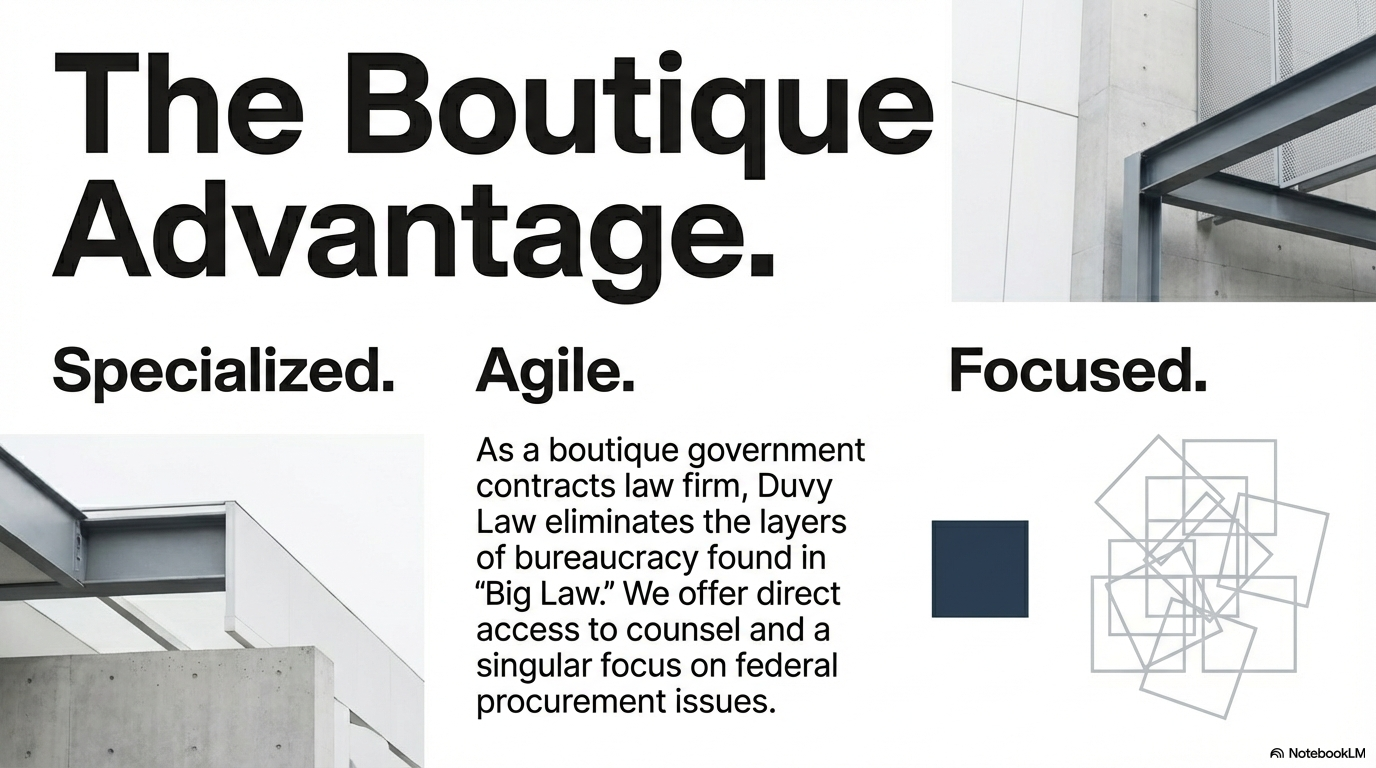 The Boutique
Advantage.
Specialized.
Agile.
Focused.
As a boutique government
contracts law firm, Duvy
Law eliminates the layers
of bureaucracy found in
“Big Law.” We offer direct
access to counsel and a
singular focus on federal
procurement issues.
NotebookLM